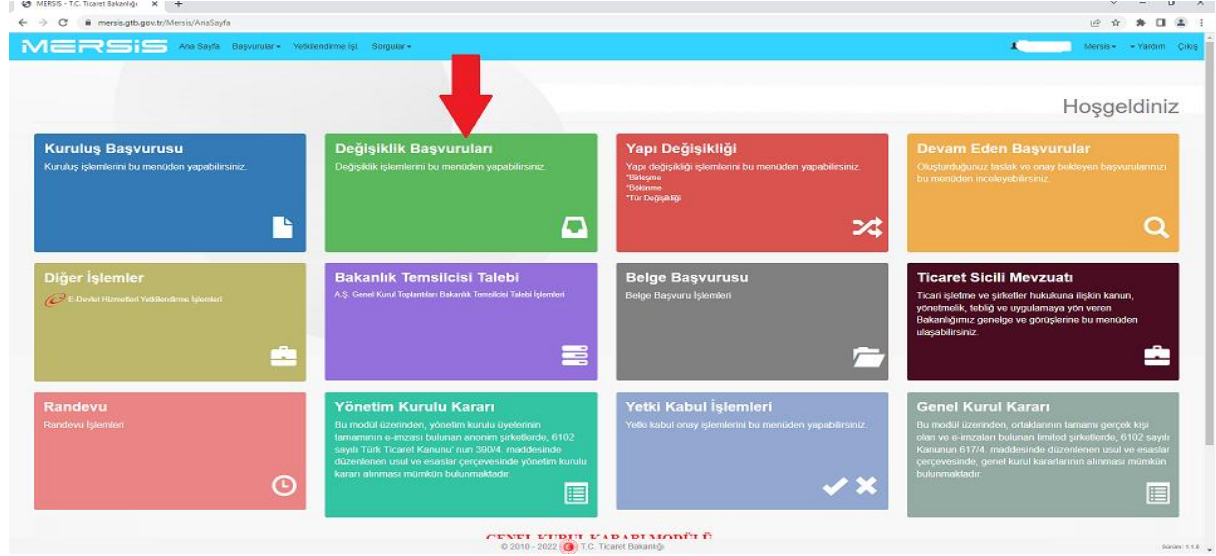 MERSİS - T.C. Ticaret Bakanlığı
mersis.gtb.gov.tr/Mersis/AnaSayfa
MERSİS Ana Sayfa Başvurular Yetkilendirme İşl. Sorgular Mersis Yardım Çıkış
Hoşgeldiniz
Kuruluş Başvurusu
Kuruluş işlemlerini bu menüden yapabilirsiniz.
Değişiklik Başvuruları
Değişiklik işlemlerini bu menüden yapabilirsiniz.
Yapı Değişikliği
Yapı değişikliği işlemlerini bu menüden yapabilirsiniz.
*Birleşme
*Bölünme
*Tür Değişikliği
Devam Eden Başvurular
Oluşturduğunuz taslak ve onay bekleyen başvurularınızı
bu menüden inceleyebilirsiniz.
Diğer İşlemler
E-Devlet Hizmetleri Yetkilendirme İşlemleri
Bakanlık Temsilcisi Talebi
A.Ş. Genel Kurul Toplantıları Bakanlık Temsilcisi Talebi İşlemleri
Belge Başvurusu
Belge Başvuru İşlemleri
Ticaret Sicili Mevzuatı
Ticari işletme ve şirketler hukukuna ilişkin kanun,
yönetmelik, tebliğ ve uygulamaya yön veren
Bakanlığımız genelge ve görüşlerine bu menüden
ulaşabilirsiniz.
Randevu
Randevu İşlemleri
Yönetim Kurulu Kararı
Bu modül üzerinden, yönetim kurulu üyelerinin
tamamının e-imzası bulunan anonim şirketlerde, 6102
sayılı Türk Ticaret Kanunu' nun 390/4. maddesinde
düzenlenen usul ve esaslar çerçevesinde yönetim kurulu
kararı alınması mümkün bulunmaktadır.
Yetki Kabul İşlemleri
Yetki kabul onay işlemlerini bu menüden yapabilirsiniz.
Genel Kurul Kararı
Bu modül üzerinden, ortaklarının tamamı gerçek kişi
olan ve e-imzaları bulunan limited şirketlerde, 6102 sayılı
Kanunun 617/4. maddesinde düzenlenen usul ve esaslar
çerçevesinde, genel kurul kararlarının alınması mümkün
bulunmaktadır.
GENEL KURUL KARARI MODÜLÜ
© 2010 - 2022 T.C. Ticaret Bakanlığı
Sürüm: 1.1.6